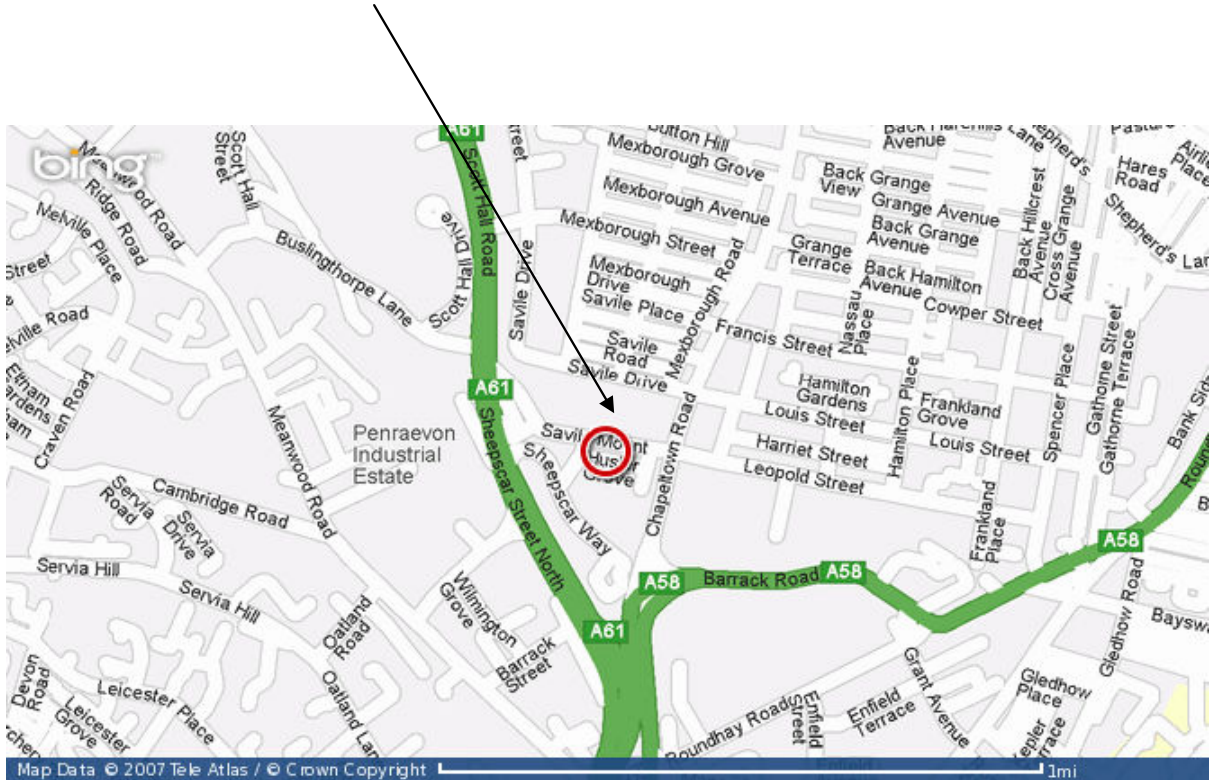 bing
A61
Scott Hall Road
Scott Hall
Street
Meanwood Road
Ridge Road
Melville Place
Street
Buslingthorpe Lane
Scott Hall Drive
Savile Drive
Mexborough Grove
Mexborough Avenue
Mexborough Street
Mexborough
Drive
Savile Place
Savile
Road
Savile Drive
Mexborough Road
Back
View
Grange
Terrace
Back Grange
Avenue
Grange Avenue
Back Grange
Avenue
Back Hamilton
Avenue
Cowper Street
Avenue
Back Hillcrest
Avenue
Cross Grange
Avenue
Shepherd's
Hares
Road
Place
Shepherd's Lan
Francis Street
Nassau
Place
Hamilton
Gardens
Hamilton Place
Frankland
Grove
Louis Street
Louis Street
Harriet Street
Leopold Street
Spencer Place
Gathorne Street
Gathorne Terrace
Bank Side
Frankland
Place
Craven Road
Meanwood Road
Penraevon
Industrial
Estate
A61
Sheepscar Street North
Sheepscar Way
Savile Mount
Grove
Chapeltown Road
Cambridge Road
Servia
Road
Servia
Drive
Servia Hill
Servia Hill
Oatland
Road
Wilmington
Grove
Barrack
Street
A61
A58
Barrack Road
A58
A58
Gledhow Road
Gledhow
Place
Grant Avenue
Roundhay Road
Enfield
Street
Enfield
Terrace
Devon
Road
Leicester Place
Leicester
Grove
Map Data © 2007 Tele Atlas / © Crown Copyright
1mi